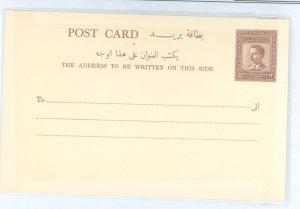 POST CARD بطاقة بريد
يكتب العنوان على هذا الوجه
THE ADDRESS TO BE WRITTEN ON THIS SIDE
To الى